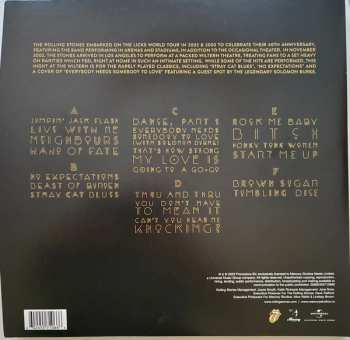 THE ROLLING STONES EMBARKED ON THE LICKS WORLD TOUR IN 2002 & 2003 TO CELEBRATE THEIR 40TH ANNIVERSARY,
FEATURING THE BAND PERFORMING IN ARENAS AND STADIUMS, IN ADDITION TO THE OCCASIONAL THEATER. IN NOVEMBER
2002, STONES ARRIVED IN LOS ANGELES TO PERFORM AT A PACKED WILTERN THEATRE, TREATING FANS TO A SET HEAVY
ON RARITIES WHICH SEEM, RIGHT AT HOME IN SUCH AN INTIMATE SETTING. WHILE SOME OF THE HITS ARE PERFORMED, THIS
NIGHT AT THE WILTERN IS FOR THE RARELY PLAYED CLASSICS, INCLUDING "STRAY CAT BLUES", "NO EXPECTATIONS" AND
A COVER OF "EVERYBODY NEEDS SOMEBODY TO LOVE" FEATURING A GUEST SPOT BY THE LEGENDARY SOLOMON BURKE.
A
JUMPIN' JACK FLASH
LIVE WITH ME
NEIGHBOURS
HAND OF FATE
B
NO EXPECTATIONS
BEAST OF BURDEN
STRAY CAT BLUES
C
DANCE, PART 1
EVERYBODY NEEDS
SOMEBODY TO LOVE
(WITH SOLOMON BURKE)
THAT'S HOW STRONG
MY LOVE IS
GOING TO A GO-GO
D
THRU AND THRU
YOU DON'T HAVE
TO MEAN IT
CAN'T YOU HEAR ME
KNOCKING?
E
ROCK ME BABY
BITCH
HONKY TONK WOMEN
START ME UP
F
BROWN SUGAR
TUMBLING DICE
Mercury
UNIVERSAL